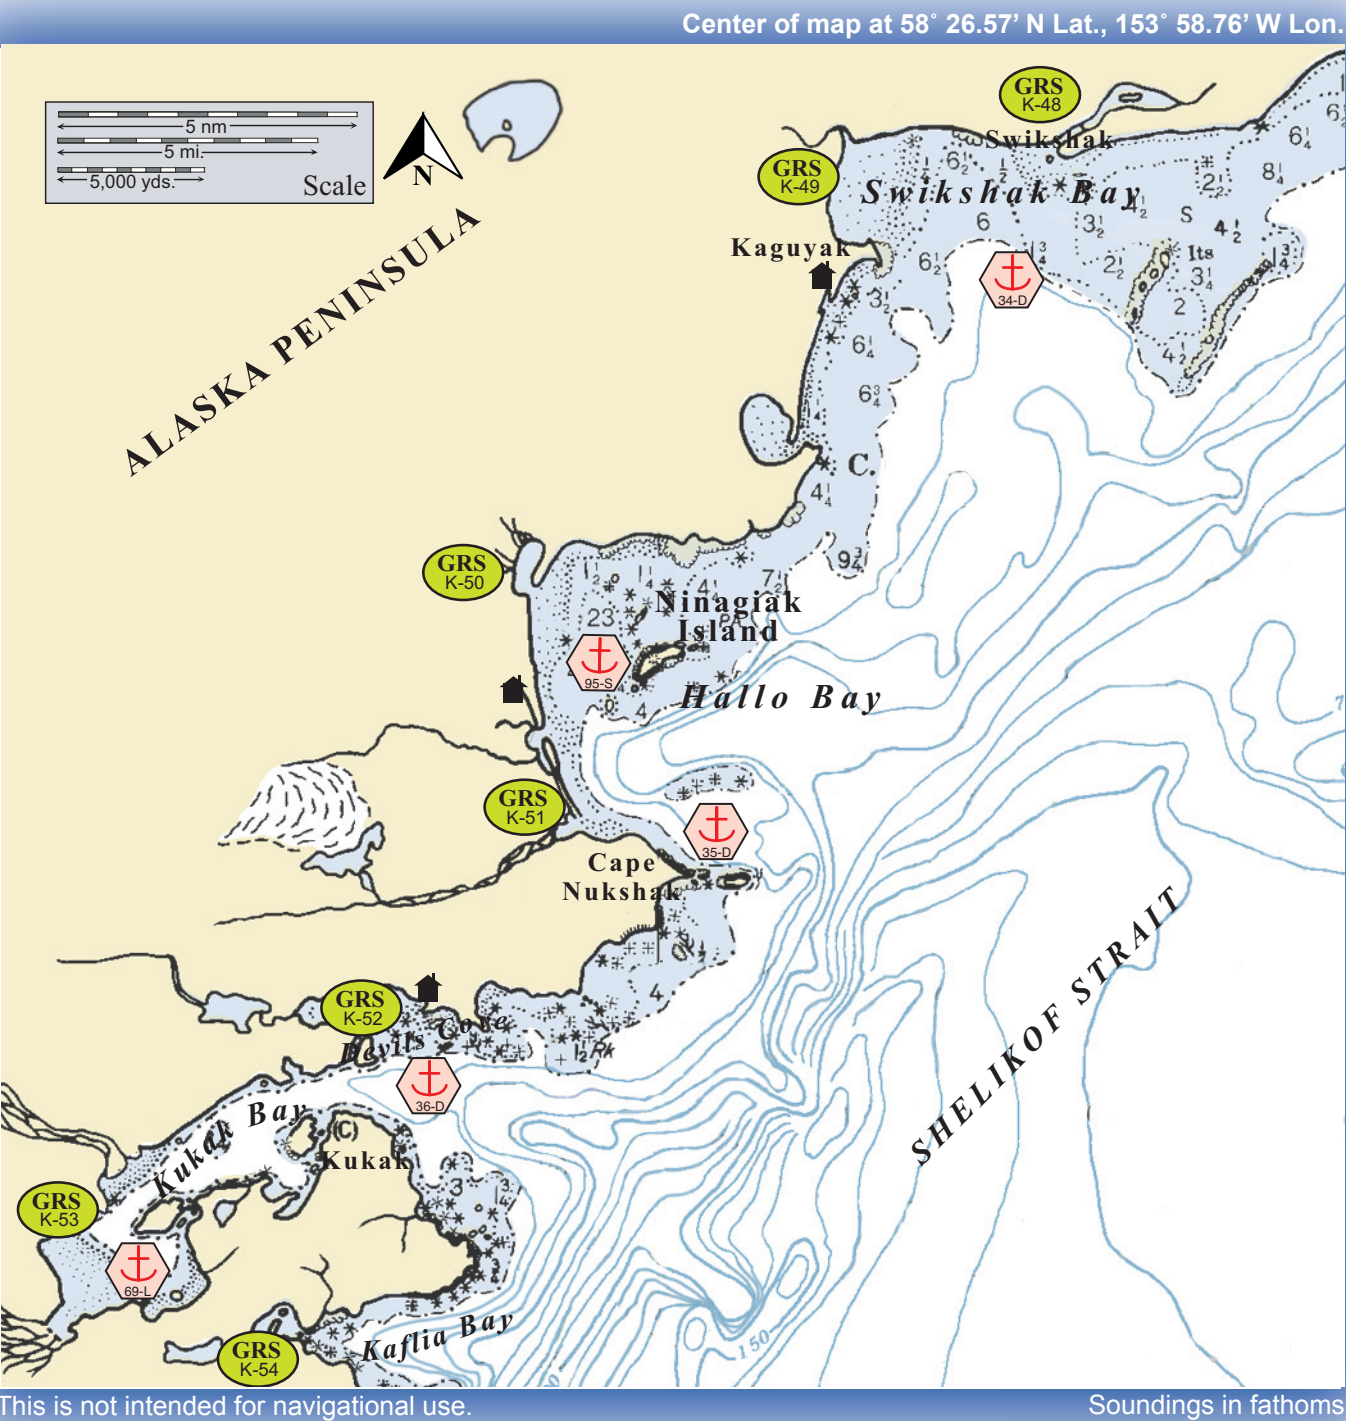 Center of map at 58° 26.57’ N Lat., 153° 58.76’ W Lon.
5 nm
5 mi.
5,000 yds.
Scale
N
GRS
K-48
Swikshak
GRS
K-49
Swikshak Bay
Kaguyak
34-D
ALASKA PENINSULA
C.
GRS
K-50
Ninagiak
Island
95-S
Hallo Bay
GRS
K-51
35-D
Cape
Nukshak
GRS
K-52
Devils Cove
Rk
36-D
SHELIKOF STRAIT
Kukak Bay
(C)
Kukak
GRS
K-53
69-L
Kaflia Bay
GRS
K-54
150
This is not intended for navigational use.
Soundings in fathoms